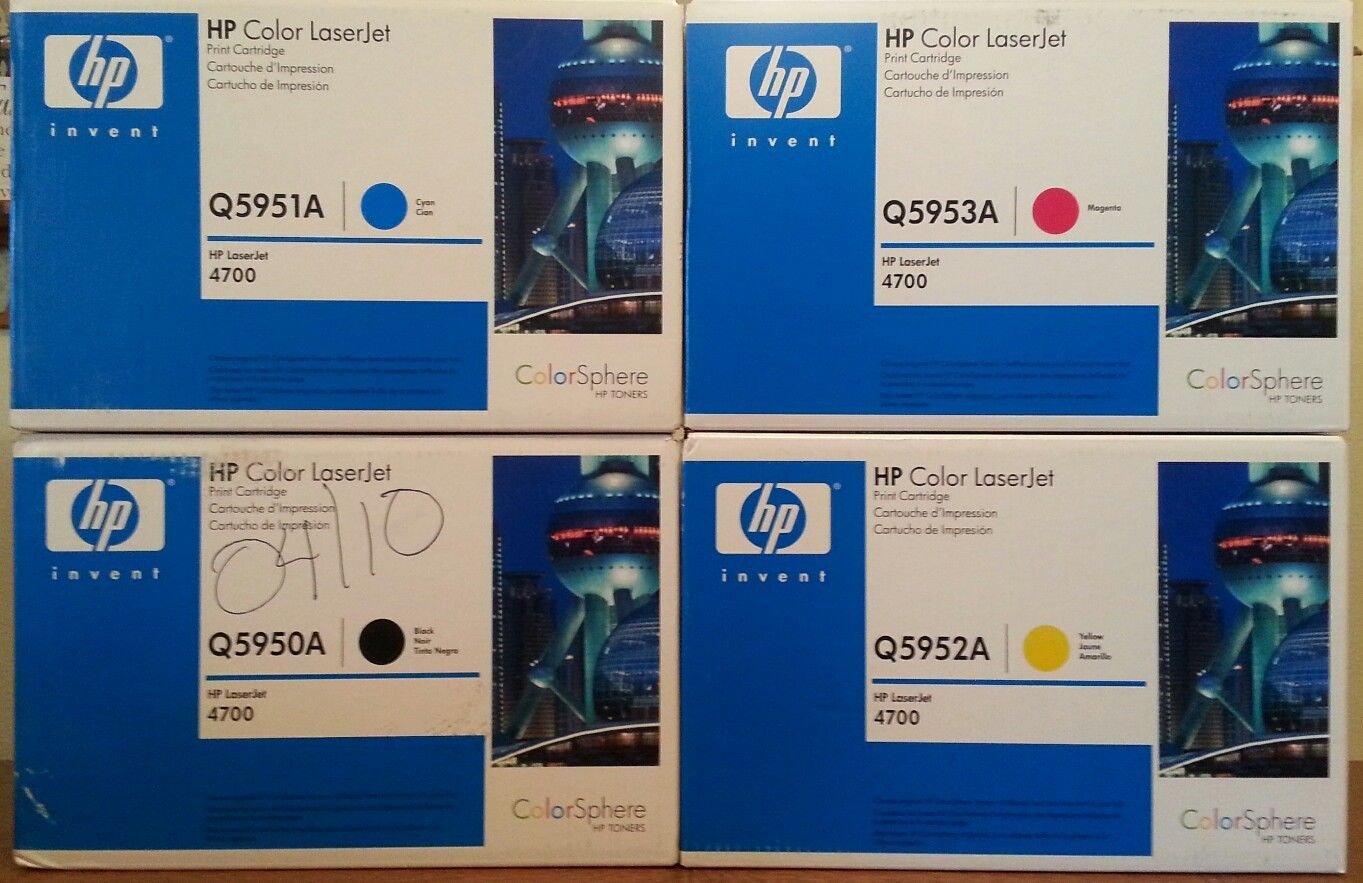 hp
invent
HP Color LaserJet
Print Cartridge
Cartouche d'Impression
Cartucho de Impresión
Q5951A
Cyan
Cian
HP LaserJet
4700
ColorSphere
HP TONERS
hp
invent
HP Color LaserJet
Print Cartridge
Cartouche d'Impression
Cartucho de Impresión
Q5953A
Magenta
HP LaserJet
4700
ColorSphere
HP TONERS
hp
invent
HP Color LaserJet
Print Cartridge
Cartouche d'Impression
Cartucho de Impresión
04/10
Q5950A
Black
Noir
Tinta Negra
HP LaserJet
4700
ColorSphere
HP TONERS
hp
invent
HP Color LaserJet
Print Cartridge
Cartouche d'Impression
Cartucho de Impresión
Q5952A
Yellow
Jaune
Amarillo
HP LaserJet
4700
ColorSphere
HP TONERS